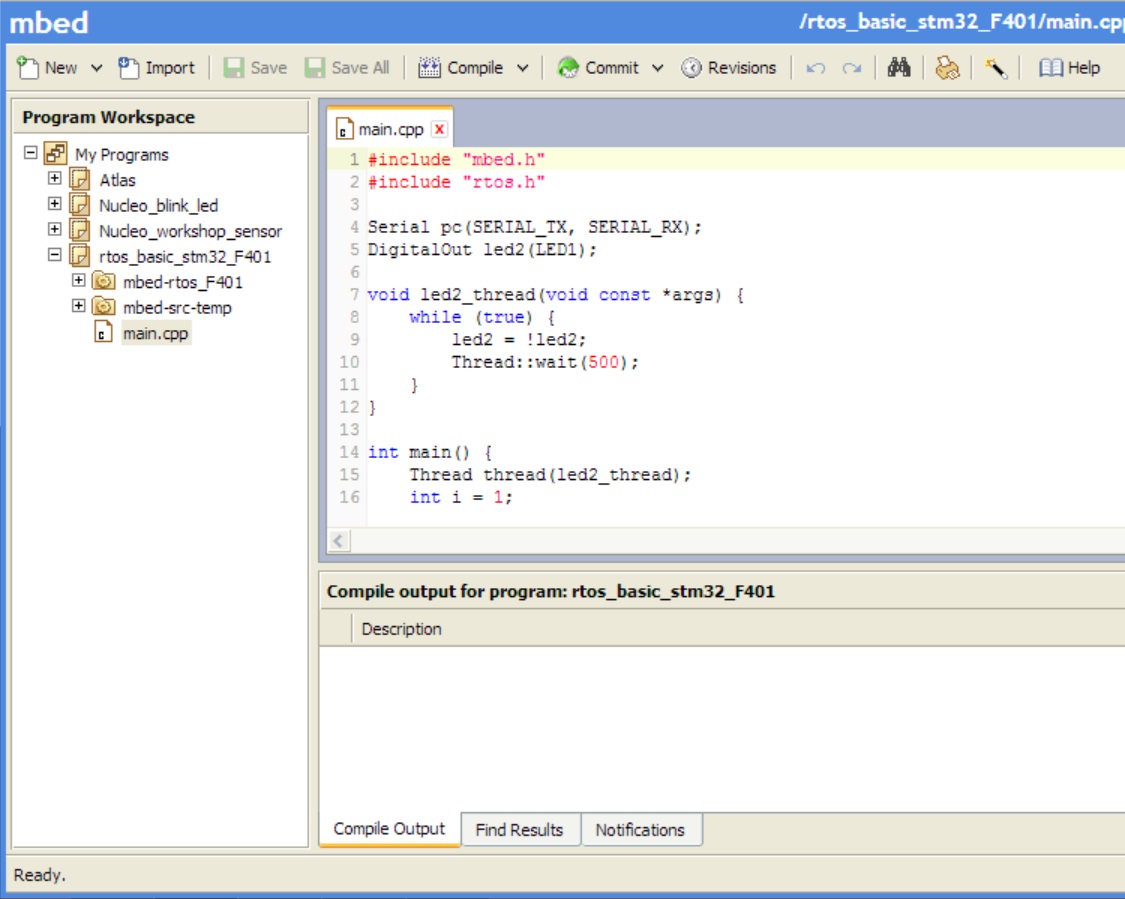 mbed
/rtos_basic_stm32_F401/main.cpp
New Import Save Save All Compile Commit Revisions Help
Program Workspace
My Programs
Atlas
Nucleo_blink_led
Nucleo_workshop_sensor
rtos_basic_stm32_F401
mbed-rtos_F401
mbed-src-temp
main.cpp
main.cpp x
1 #include "mbed.h"
2 #include "rtos.h"
3
4 Serial pc(SERIAL_TX, SERIAL_RX);
5 DigitalOut led2(LED1);
6
7 void led2_thread(void const *args) {
8     while (true) {
9         led2 = !led2;
10         Thread::wait(500);
11     }
12 }
13
14 int main() {
15     Thread thread(led2_thread);
16     int i = 1;
Compile output for program: rtos_basic_stm32_F401
Description
Compile Output Find Results Notifications
Ready.